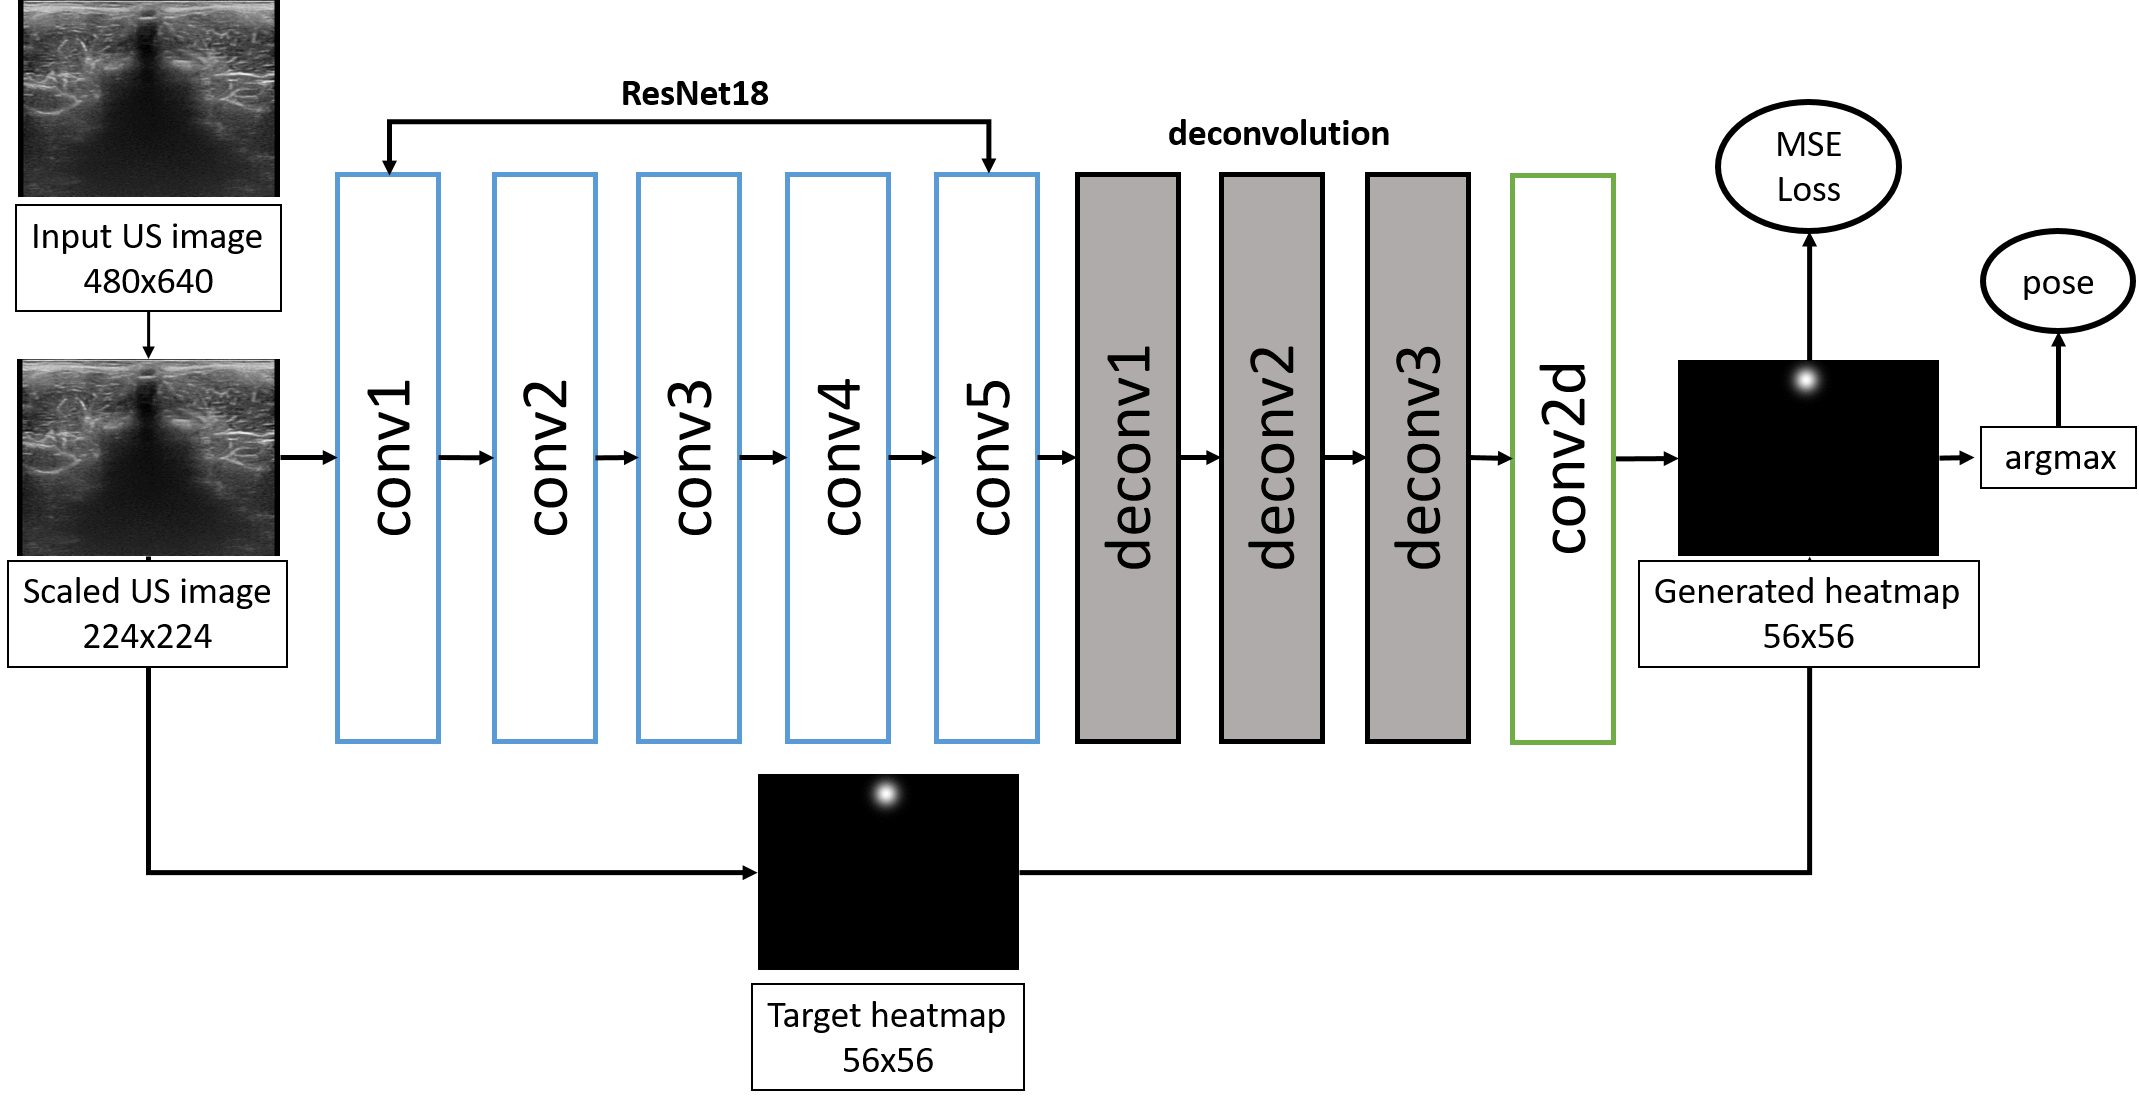 ResNet18
deconvolution
Input US image
480x640
Scaled US image
224x224
conv1
conv2
conv3
conv4
conv5
deconv1
deconv2
deconv3
conv2d
MSE
Loss
pose
argmax
Generated heatmap
56x56
Target heatmap
56x56